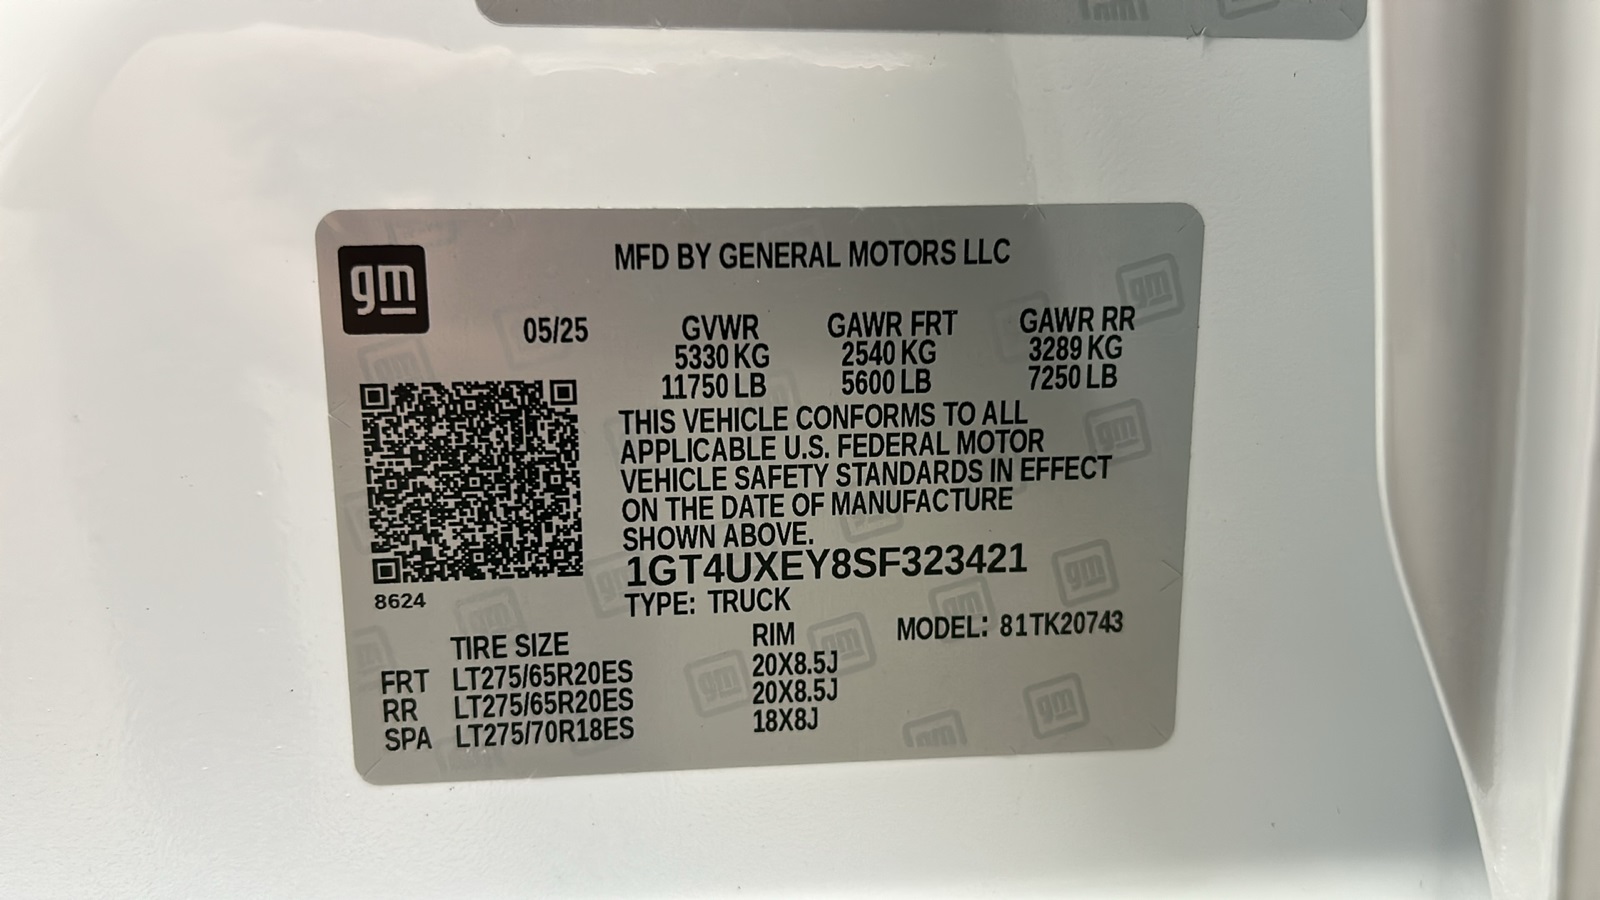 gm
MFD BY GENERAL MOTORS LLC
05/25 GVWR GAWR FRT GAWR RR
5330 KG 2540 KG 3289 KG
11750 LB 5600 LB 7250 LB
THIS VEHICLE CONFORMS TO ALL
APPLICABLE U.S. FEDERAL MOTOR
VEHICLE SAFETY STANDARDS IN EFFECT
ON THE DATE OF MANUFACTURE
SHOWN ABOVE.
1GT4UXEY8SF323421
8624
TYPE: TRUCK
TIRE SIZE RIM MODEL: 81TK20743
FRT LT275/65R20ES 20X8.5J
RR LT275/65R20ES 20X8.5J
SPA LT275/70R18ES 18X8J